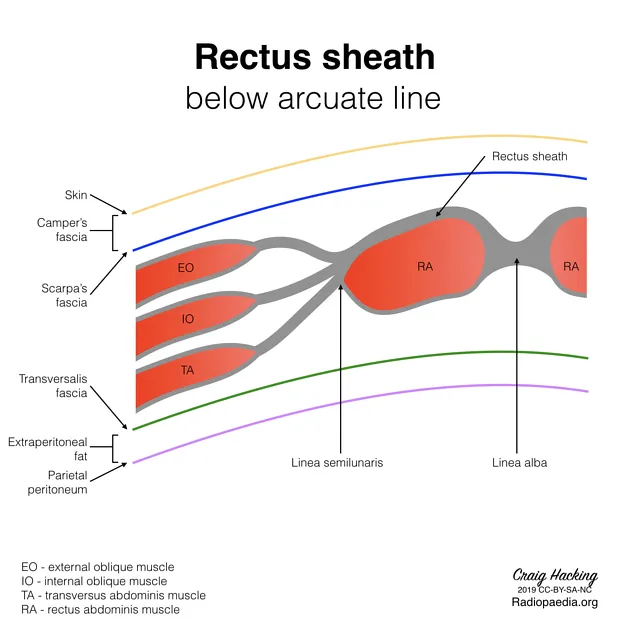 Rectus sheath
below arcuate line
Rectus sheath
Skin
Camper's
fascia
EO
RA
RA
Scarpa's
fascia
IO
TA
Transversalis
fascia
Extraperitoneal
fat
Linea semilunaris
Linea alba
Parietal
peritoneum
EO - external oblique muscle
IO - internal oblique muscle
TA - transversus abdominis muscle
RA - rectus abdominis muscle
Craig Hacking
2019 CC-BY-SA-NC
Radiopaedia.org